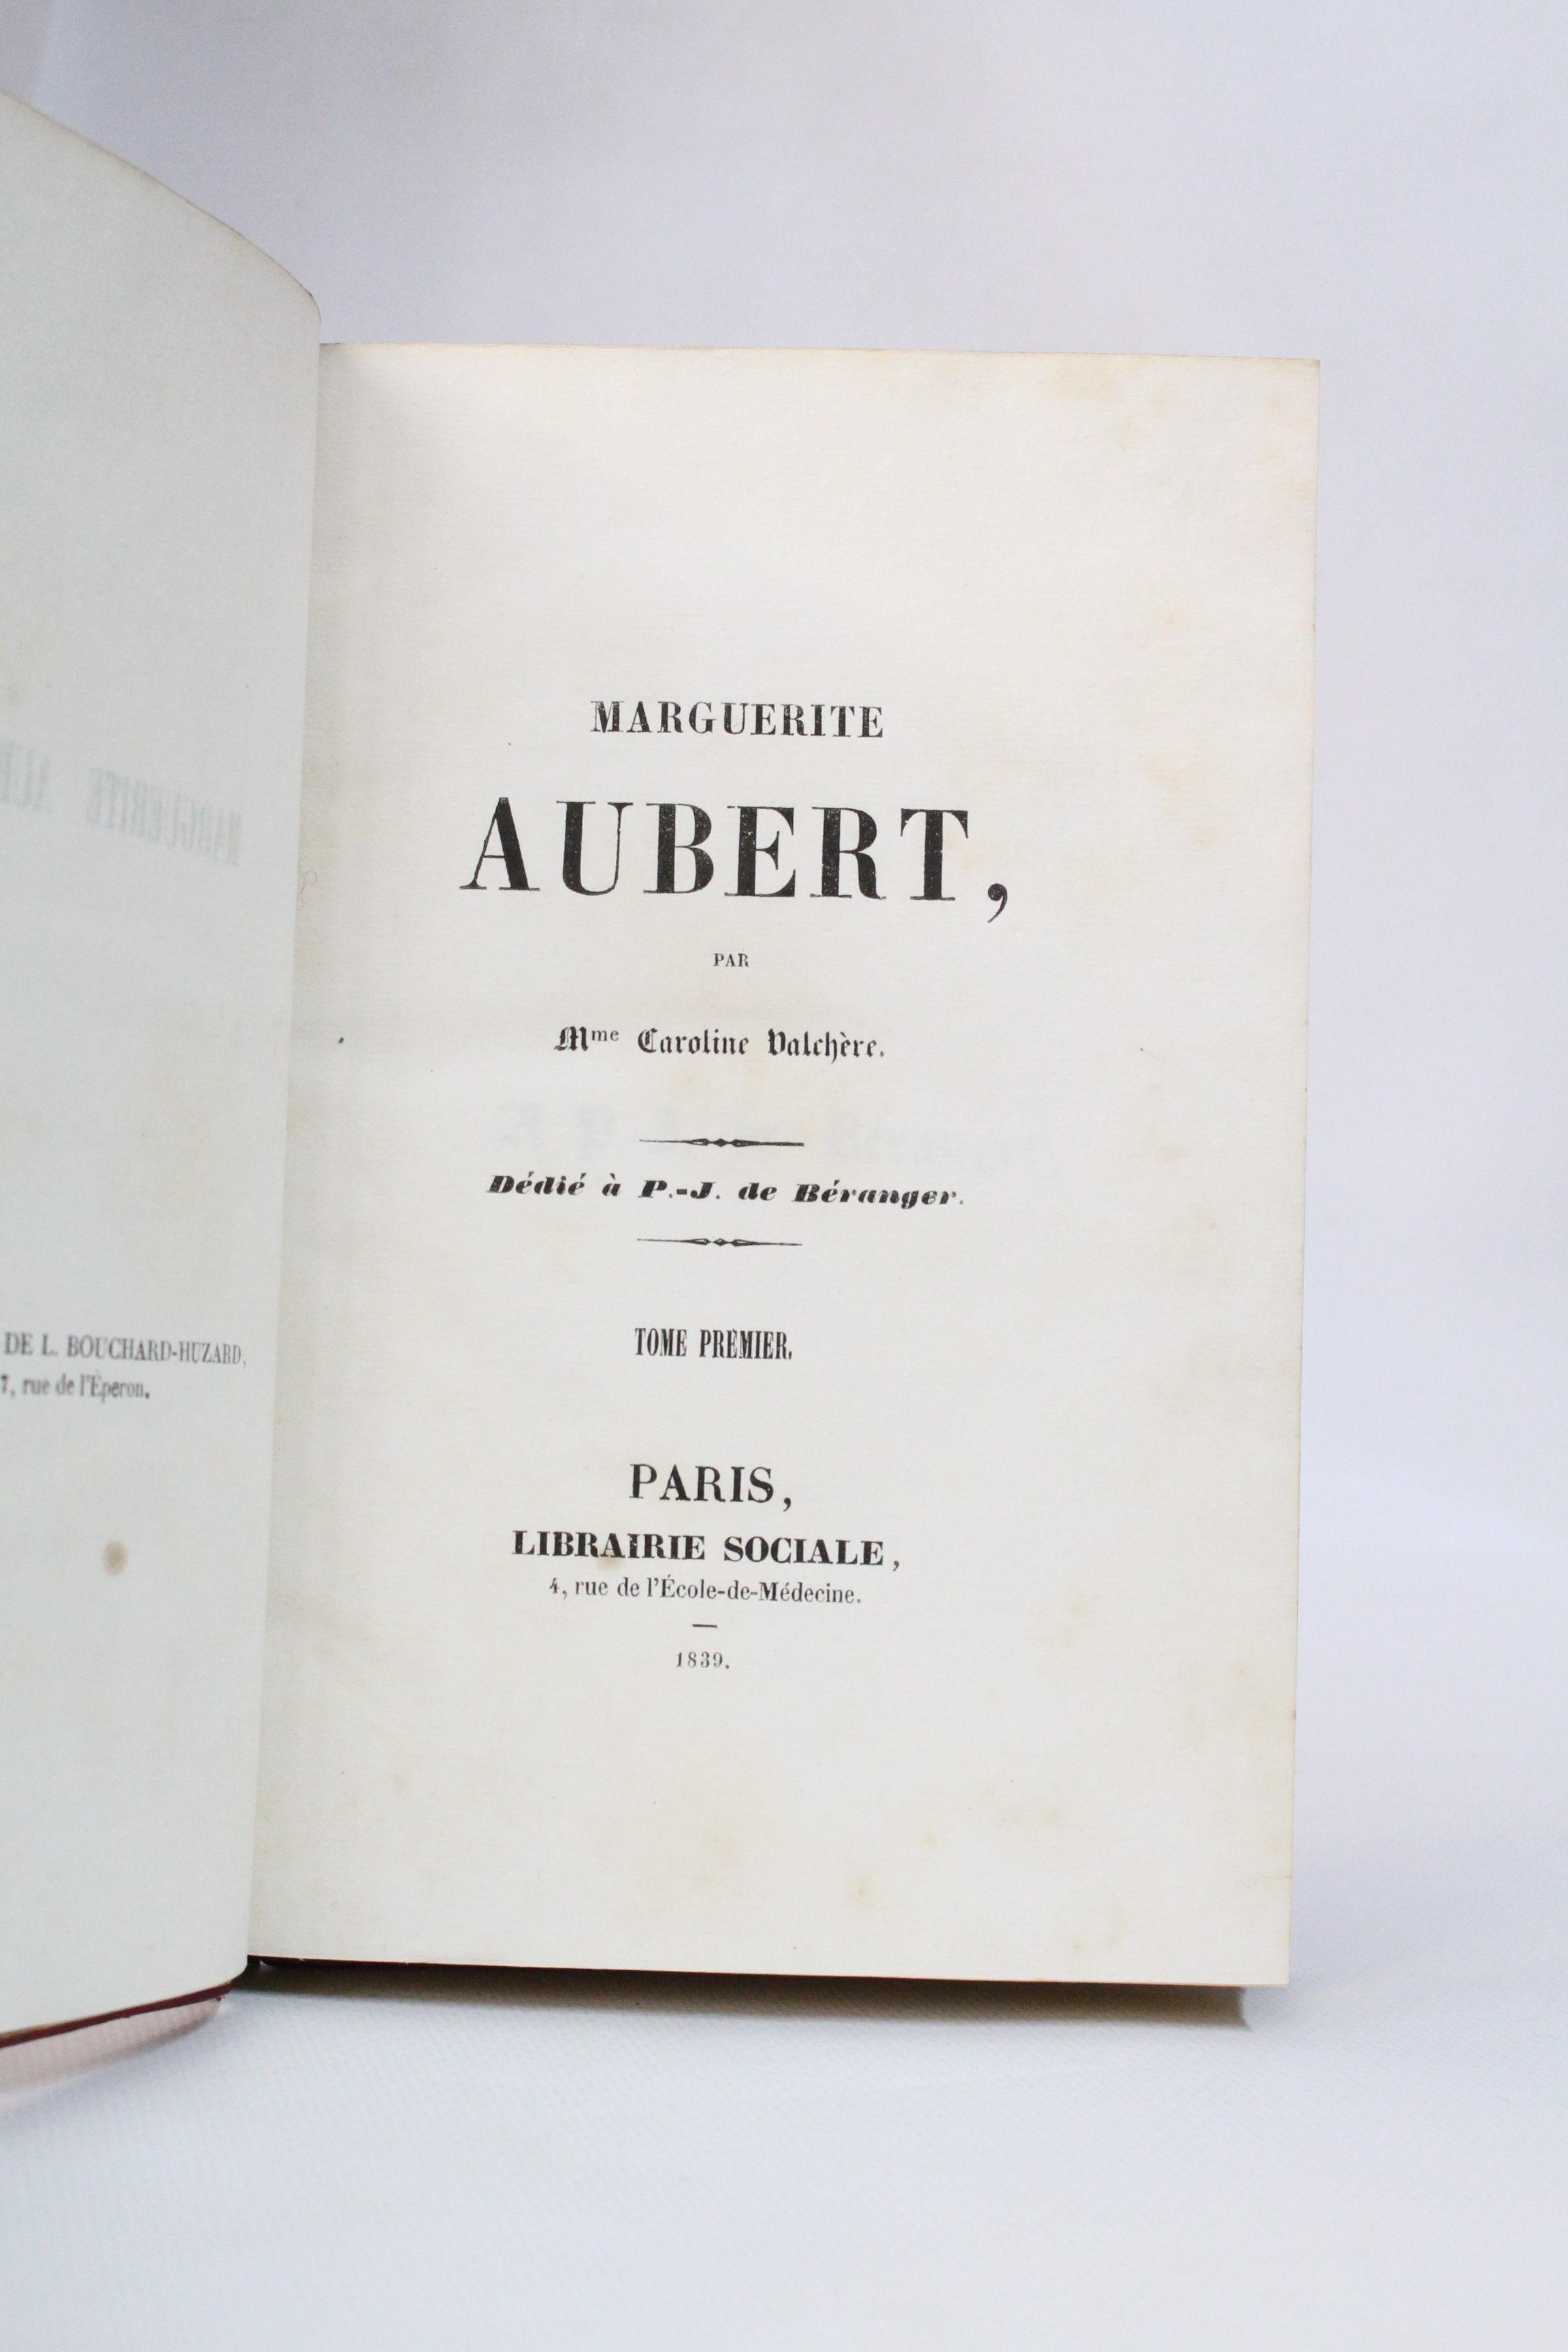 DE L. BOUCHARD-HUZARD,
7, rue de l'Éperon.
MARGUERITE
AUBERT,
PAR
Mme Caroline Valchère.
Dédié à P.-J. de Béranger.
TOME PREMIER.
PARIS,
LIBRAIRIE SOCIALE,
4, rue de l'École-de-Médecine.
1839.